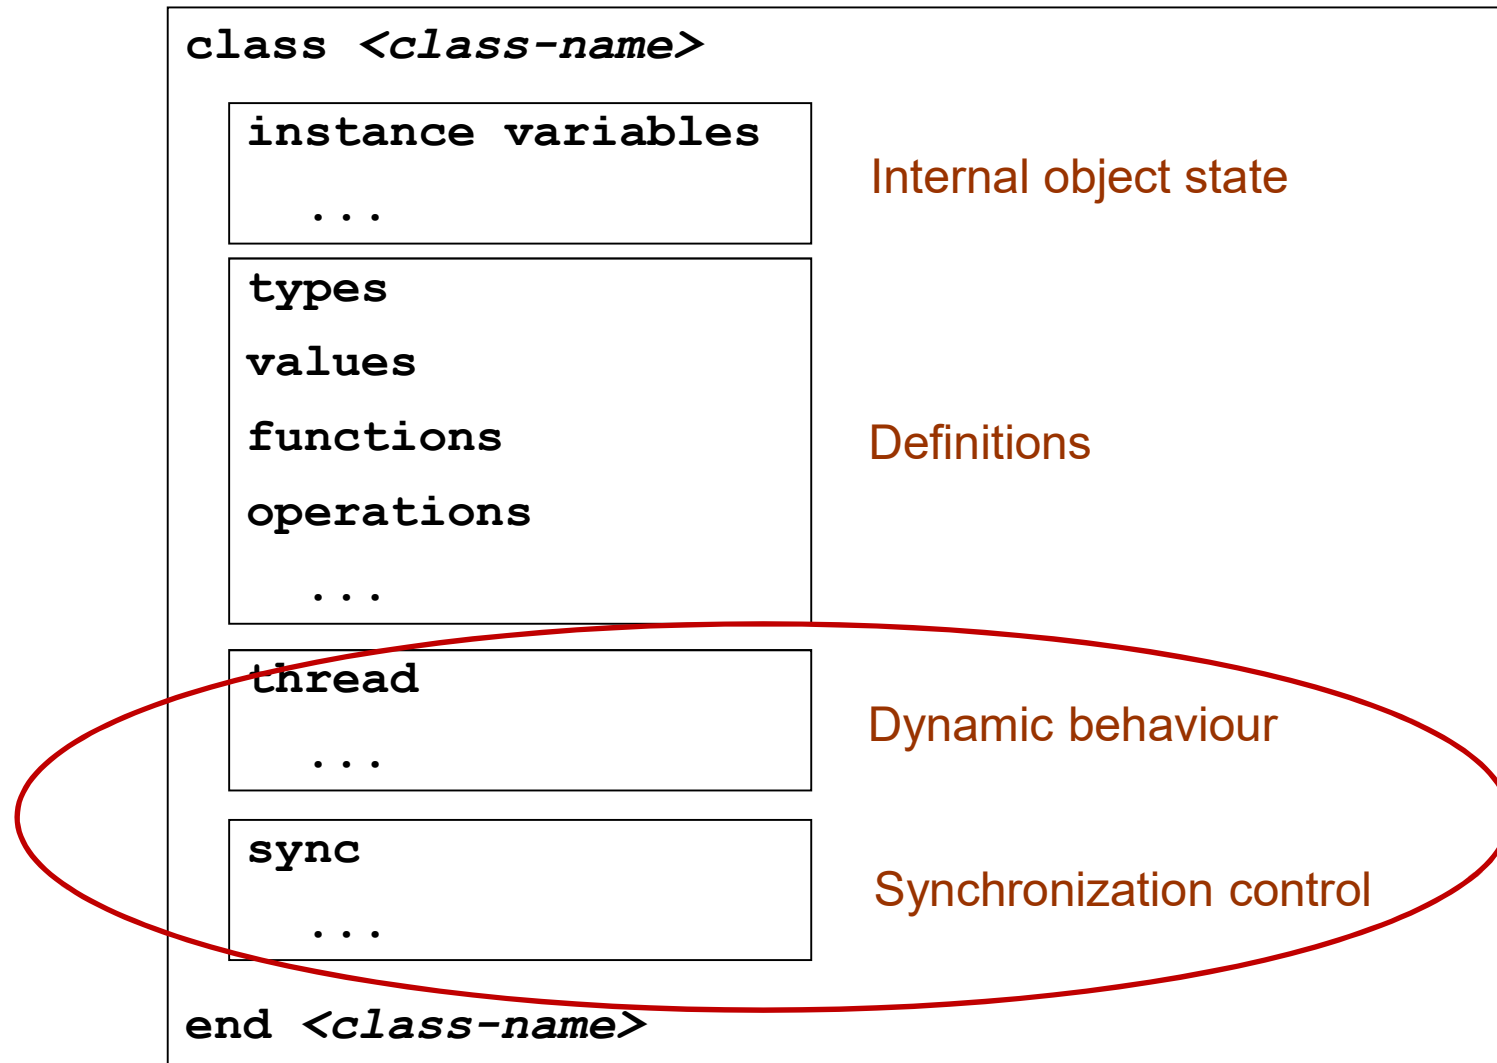 class <class-name>
instance variables
...
Internal object state
types
values
functions
operations
...
Definitions
thread
...
Dynamic behaviour
sync
...
Synchronization control
end <class-name>